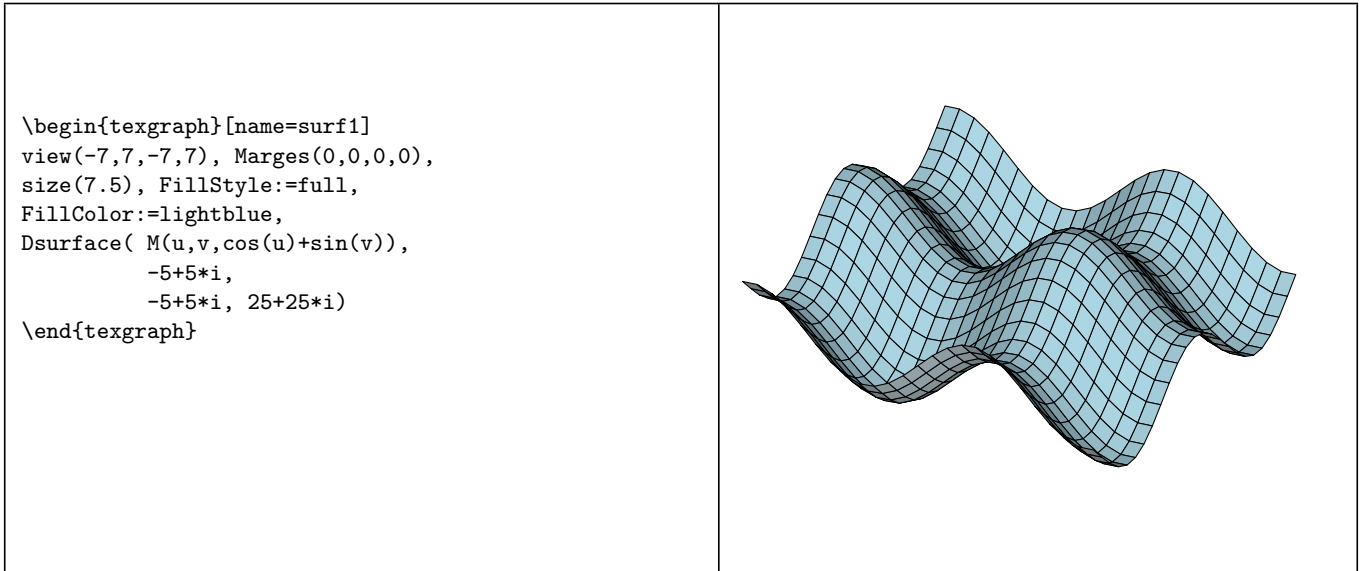 \begin{texgraph}[name=surf1]
view(-7,7,-7,7), Marges(0,0,0,0),
size(7.5), FillStyle:=full,
FillColor:=lightblue,
Dsurface( M(u,v,cos(u)+sin(v)),
          -5+5*i,
          -5+5*i, 25+25*i)
\end{texgraph}